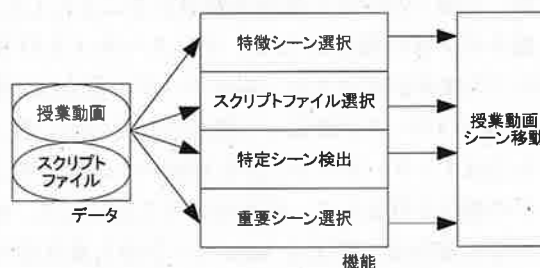 授業動画
スクリプト
ファイル
データ
特徴シーン選択
スクリプトファイル選択
特定シーン検出
重要シーン選択
機能
授業動画
シーン移動